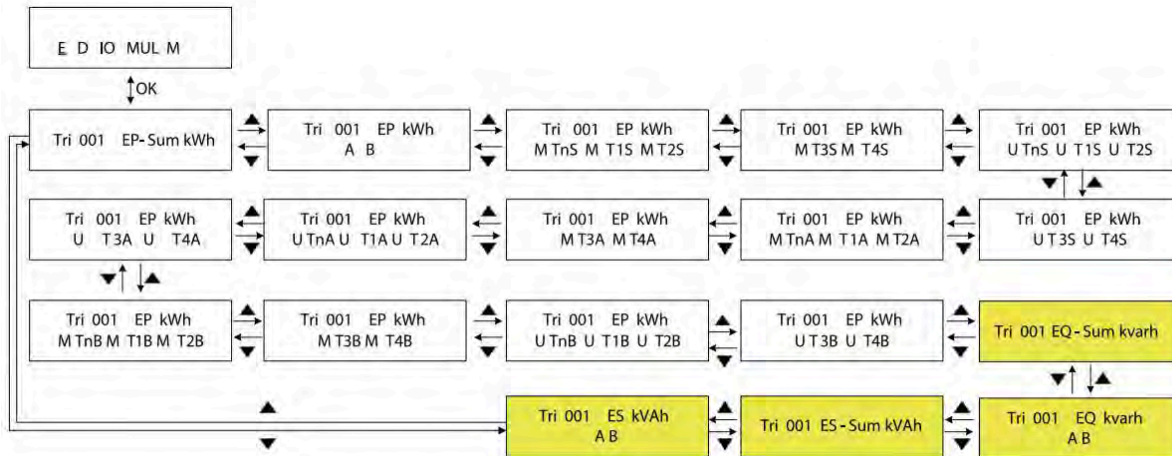 E D IO MUL M
OK
Tri 001 EP- Sum kWh
Tri 001 EP kWh
A B
Tri 001 EP kWh
M TnS M T1S M T2S
Tri 001 EP kWh
M T3S M T4S
Tri 001 EP kWh
U TnS U T1S U T2S
Tri 001 EP kWh
U T3A U T4A
Tri 001 EP kWh
U TnA U T1A U T2A
Tri 001 EP kWh
M T3A M T4A
Tri 001 EP kWh
M TnA M T1A M T2A
Tri 001 EP kWh
U T3S U T4S
Tri 001 EP kWh
M TnB M T1B M T2B
Tri 001 EP kWh
M T3B M T4B
Tri 001 EP kWh
U TnB U T1B U T2B
Tri 001 EP kWh
U T3B U T4B
Tri 001 EQ - Sum kvarh
Tri 001 ES kVAh
A B
Tri 001 ES - Sum kVAh
Tri 001 EQ kvarh
A B